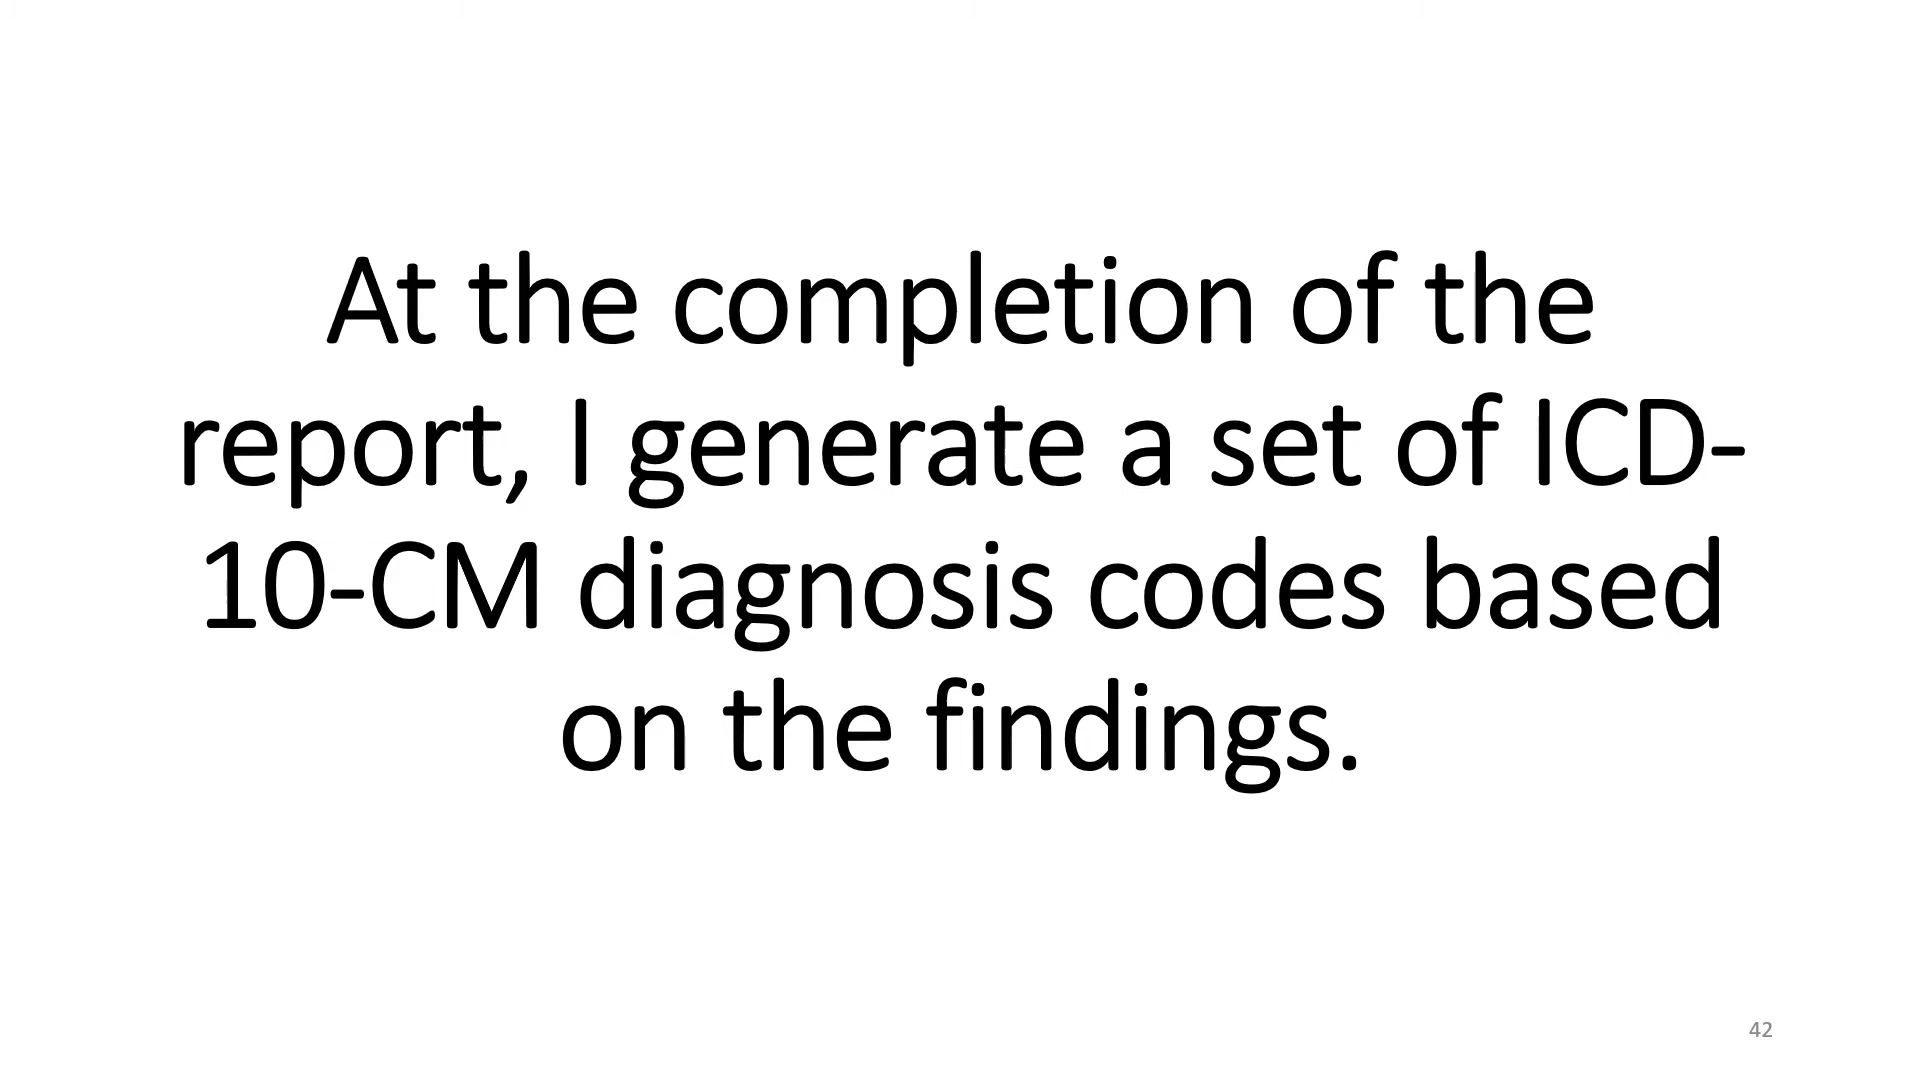 At the completion of the
report, I generate a set of ICD-
10-CM diagnosis codes based
on the findings.
42